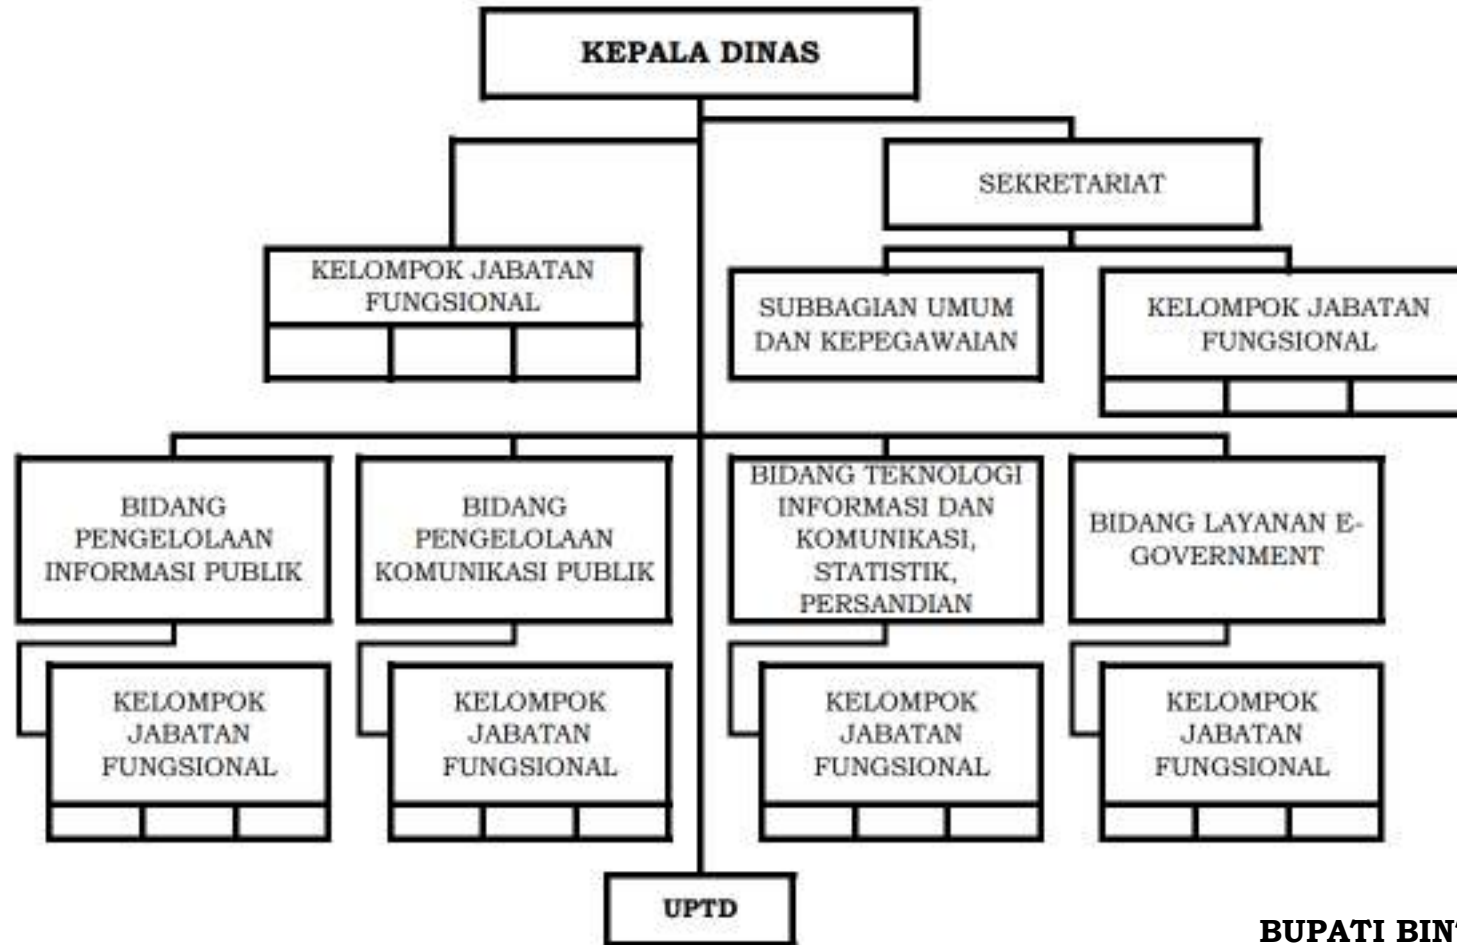 KEPALA DINAS
SEKRETARIAT
KELOMPOK JABATAN
FUNGSIONAL
SUBBAGIAN UMUM
DAN KEPEGAWAIAN
KELOMPOK JABATAN
FUNGSIONAL
BIDANG
PENGELOLAAN
INFORMASI PUBLIK
BIDANG
PENGELOLAAN
KOMUNIKASI PUBLIK
BIDANG TEKNOLOGI
INFORMASI DAN
KOMUNIKASI,
STATISTIK,
PERSANDIAN
BIDANG LAYANAN E-
GOVERNMENT
KELOMPOK
JABATAN
FUNGSIONAL
KELOMPOK
JABATAN
FUNGSIONAL
KELOMPOK
JABATAN
FUNGSIONAL
KELOMPOK
JABATAN
FUNGSIONAL
UPTD
BUPATI